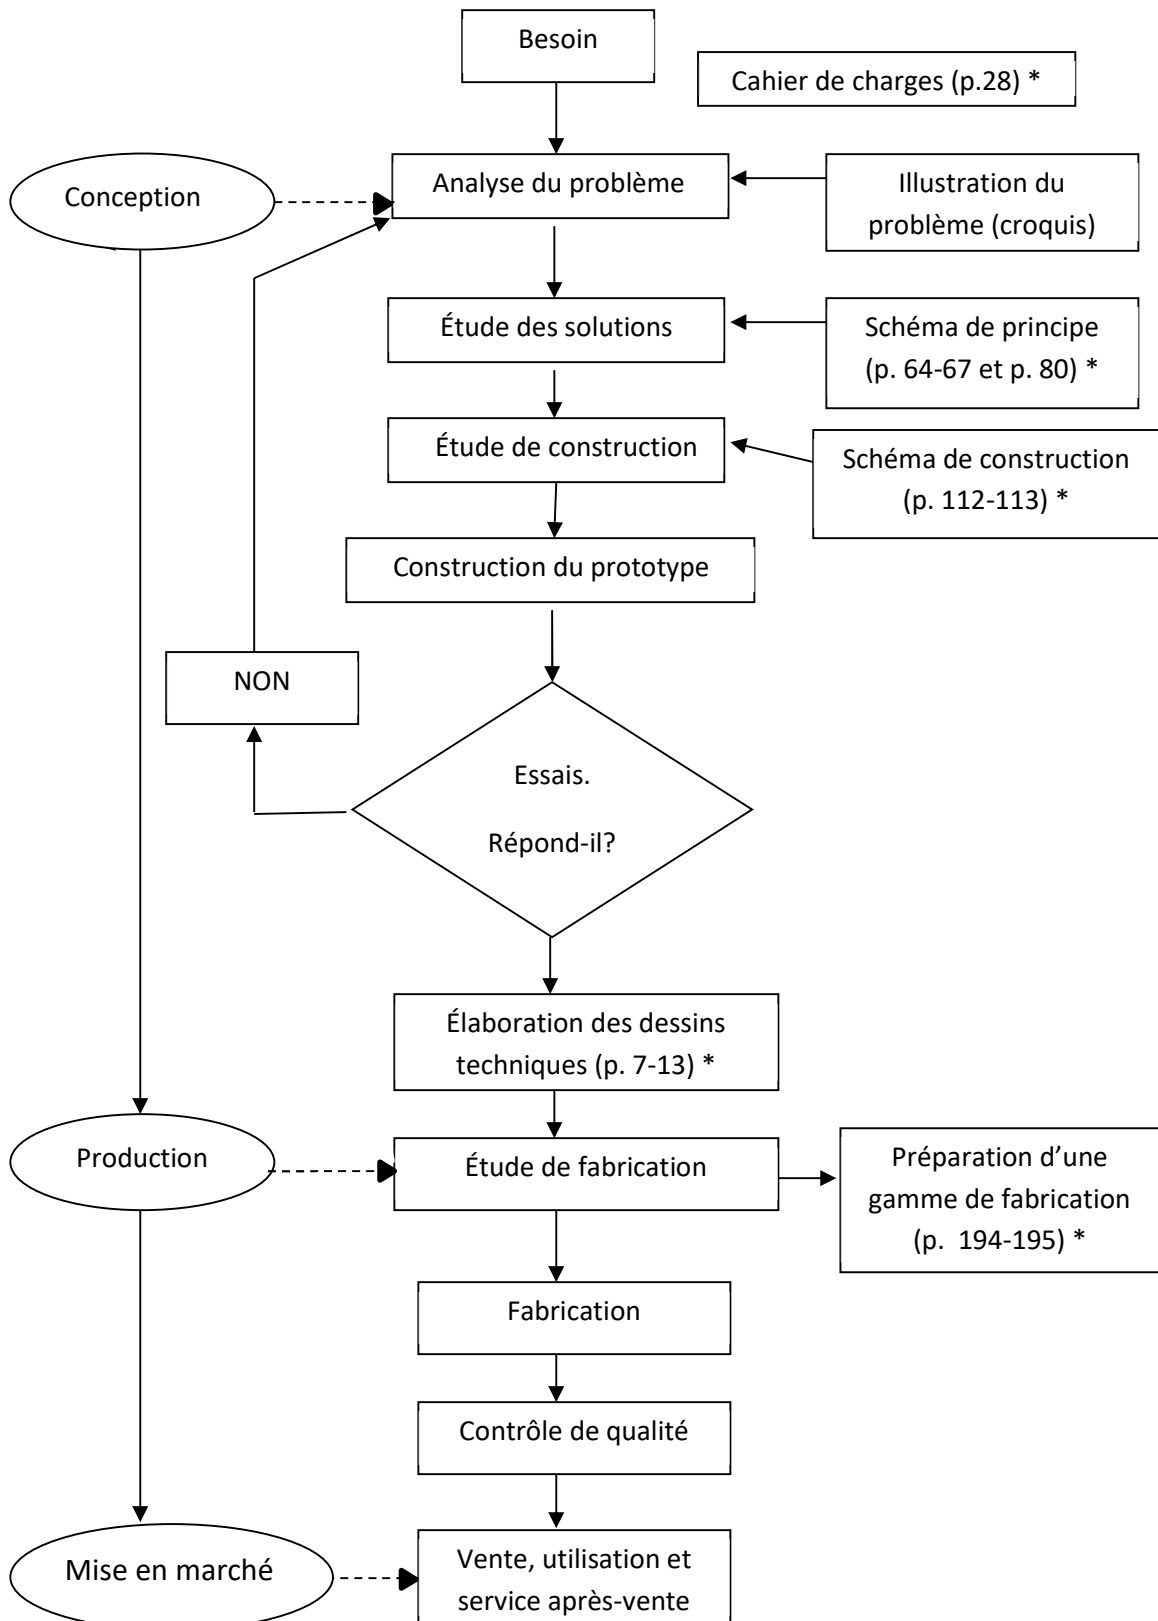 Besoin
Cahier de charges (p.28) *
Conception
Analyse du problème
Illustration du
problème (croquis)
Étude des solutions
Schéma de principe
(p. 64-67 et p. 80) *
Étude de construction
Schéma de construction
(p. 112-113) *
Construction du prototype
NON
Essais.
Répond-il?
Élaboration des dessins
techniques (p. 7-13) *
Production
Étude de fabrication
Préparation d’une
gamme de fabrication
(p.  194-195) *
Fabrication
Contrôle de qualité
Mise en marché
Vente, utilisation et
service après-vente